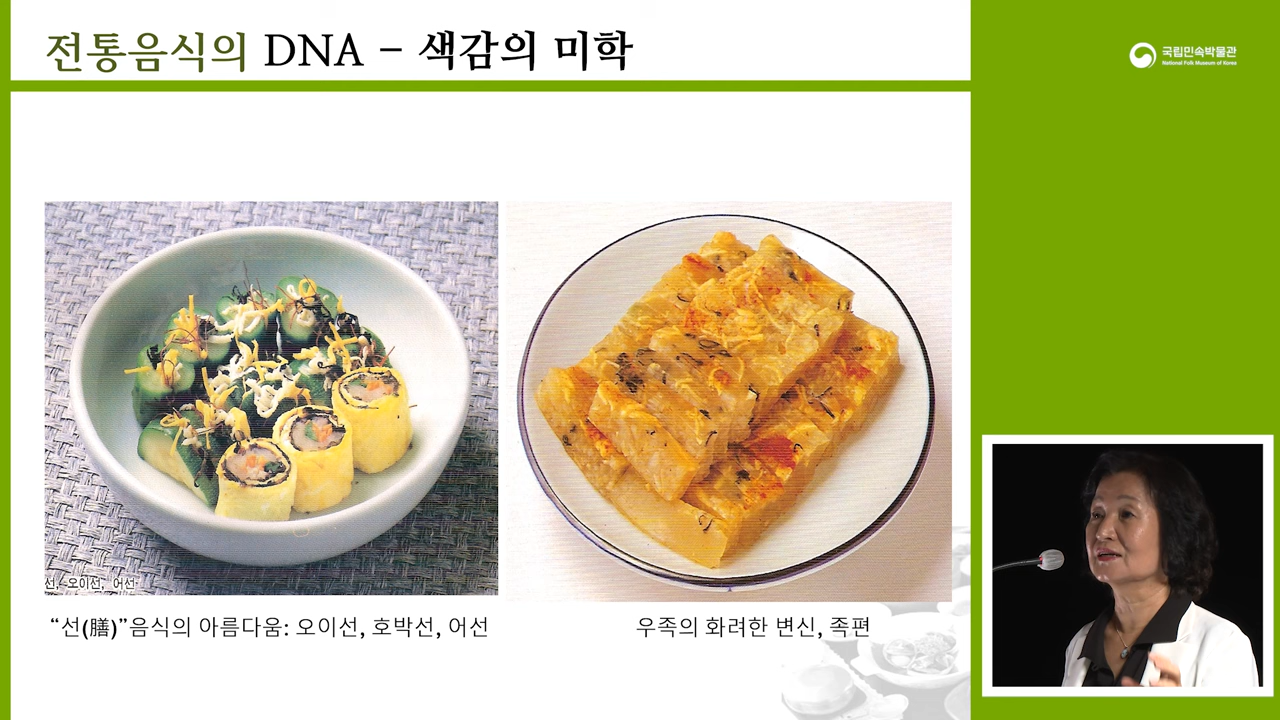 전통음식의 DNA – 색감의 미학
국립민속박물관
National Folk Museum of Korea
선, 오이선, 어선
“선(膳)”음식의 아름다움: 오이선, 호박선, 어선
우족의 화려한 변신, 족편